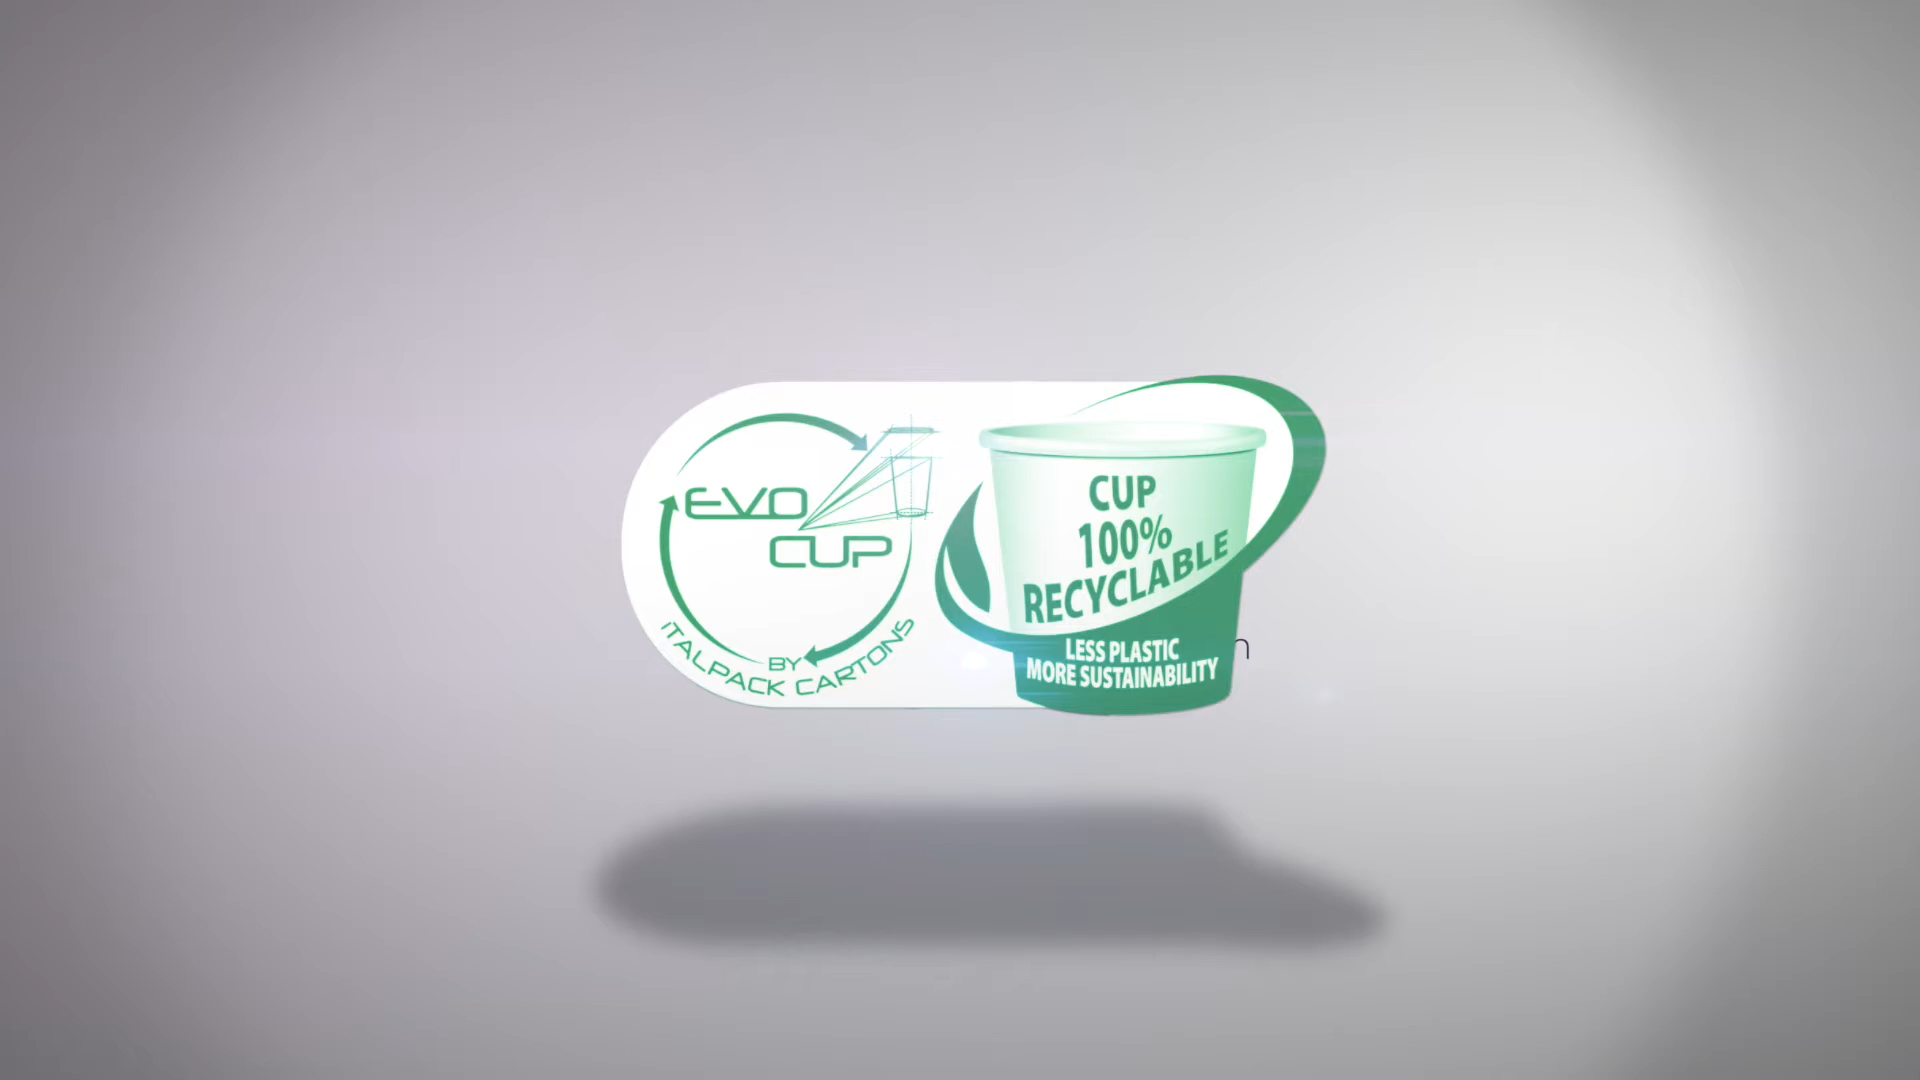 EVO
CUP
BY
iTALPACK CARTONS
CUP
100%
RECYCLABLE
LESS PLASTIC
MORE SUSTAINABILITY
n